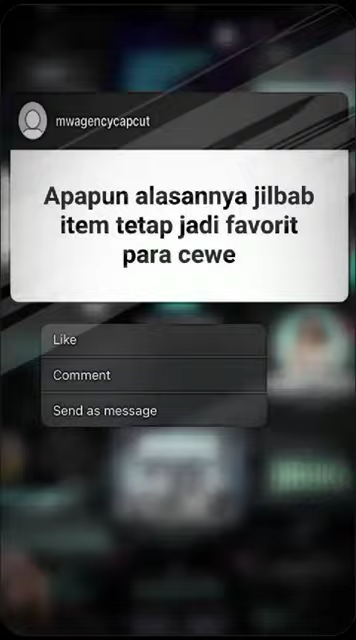 mwagencycapcut
Apapun alasannya jilbab
item tetap jadi favorit
para cewe
Like
Comment
Send as message